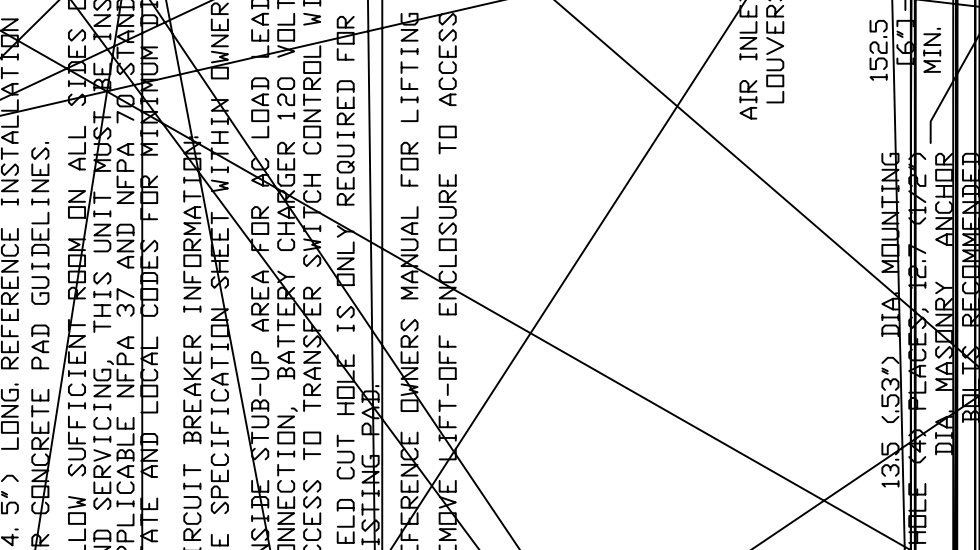 4. 5") LONG. REFERENCE INSTALLATION
R CONCRETE PAD GUIDELINES.
LLOW SUFFICIENT ROOM ON ALL SIDES
ND SERVICING, THIS UNIT MUST BE INS
PPLICABLE NFPA 37 AND NFPA 70 STAND
ATE AND LOCAL CODES FOR MINIMUM DI
IRCUIT BREAKER INFORMATION.
E SPECIFICATION SHEET WITHIN OWNER
NSIDE STUB-UP AREA FOR AC LOAD LEAD
ONNECTION, BATTERY CHARGER 120 VOLT
CCESS TO TRANSFER SWITCH CONTROL WI
ELD CUT HOLE IS ONLY REQUIRED FOR
ISTING PAD.
EFERENCE OWNERS MANUAL FOR LIFTING
EMOVE LIFT-OFF ENCLOSURE TO ACCESS
AIR INLET
LOUVERS
152.5
[6"]
MIN.
13.5 (.53") DIA. MOUNTING
HOLE (4) PLACES, 12.7 (1/2")
DIA. MASONRY ANCHOR
BOLT IS RECOMMENDED